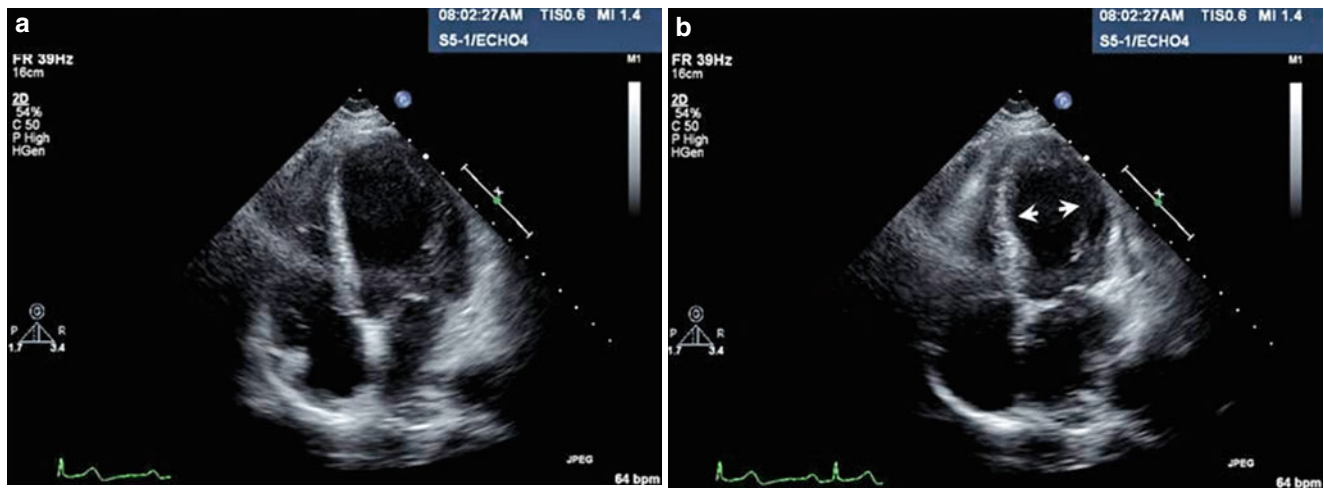 a
08:02:27AM TIS0.6 MI 1.4
S5-1/ECHO4
FR 39Hz
16cm
M1
2D
54%
C 50
P High
HGen
G
P R
1.7 3.4
JPEG
64 bpm
b
08:02:27AM TIS0.6 MI 1.4
S5-1/ECHO4
FR 39Hz
16cm
M1
2D
54%
C 50
P High
HGen
G
P R
1.7 3.4
JPEG
64 bpm